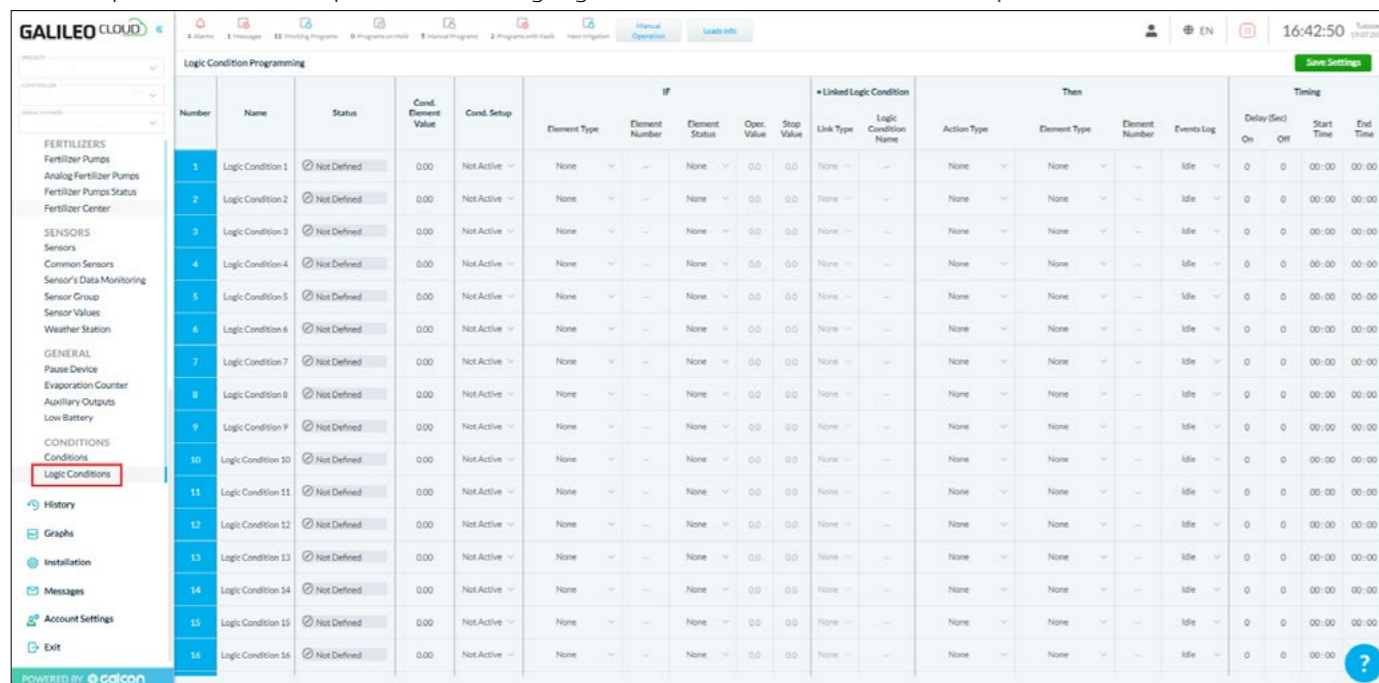 GALILEO CLOUD «
4 Alarms 1 Messages 11 Working Programs 0 Programs on Hold 5 Manual Programs 2 Programs with Fault Manual Operation Loads Info EN 16:42:50
Logic Condition Programming Save Settings
PROJECT
CONTROLLER
SERIAL NUMBER
FERTILIZERS
Fertilizer Pumps
Analog Fertilizer Pumps
Fertilizer Pumps Status
Fertilizer Center
SENSORS
Sensors
Common Sensors
Sensor's Data Monitoring
Sensor Group
Sensor Values
Weather Station
GENERAL
Pause Device
Evaporation Counter
Auxiliary Outputs
Low Battery
CONDITIONS
Conditions
Logic Conditions
History
Graphs
Installation
Messages
Account Settings
Exit
POWERED BY galcon
IF + Linked Logic Condition Then Timing
Number Name Status Cond. Element Value Cond. Setup Element Type Element Number Element Status Oper. Value Stop Value Link Type Logic Condition Name Action Type Element Type Element Number Events Log Delay (Sec) On Off Start Time End Time
1 Logic Condition 1 Not Defined 0.00 Not Active None — None 0.0 0.0 None — None None — Idle 0 0 00:00 00:00
2 Logic Condition 2 Not Defined 0.00 Not Active None — None 0.0 0.0 None — None None — Idle 0 0 00:00 00:00
3 Logic Condition 3 Not Defined 0.00 Not Active None — None 0.0 0.0 None — None None — Idle 0 0 00:00 00:00
4 Logic Condition 4 Not Defined 0.00 Not Active None — None 0.0 0.0 None — None None — Idle 0 0 00:00 00:00
5 Logic Condition 5 Not Defined 0.00 Not Active None — None 0.0 0.0 None — None None — Idle 0 0 00:00 00:00
6 Logic Condition 6 Not Defined 0.00 Not Active None — None 0.0 0.0 None — None None — Idle 0 0 00:00 00:00
7 Logic Condition 7 Not Defined 0.00 Not Active None — None 0.0 0.0 None — None None — Idle 0 0 00:00 00:00
8 Logic Condition 8 Not Defined 0.00 Not Active None — None 0.0 0.0 None — None None — Idle 0 0 00:00 00:00
9 Logic Condition 9 Not Defined 0.00 Not Active None — None 0.0 0.0 None — None None — Idle 0 0 00:00 00:00
10 Logic Condition 10 Not Defined 0.00 Not Active None — None 0.0 0.0 None — None None — Idle 0 0 00:00 00:00
11 Logic Condition 11 Not Defined 0.00 Not Active None — None 0.0 0.0 None — None None — Idle 0 0 00:00 00:00
12 Logic Condition 12 Not Defined 0.00 Not Active None — None 0.0 0.0 None — None None — Idle 0 0 00:00 00:00
13 Logic Condition 13 Not Defined 0.00 Not Active None — None 0.0 0.0 None — None None — Idle 0 0 00:00 00:00
14 Logic Condition 14 Not Defined 0.00 Not Active None — None 0.0 0.0 None — None None — Idle 0 0 00:00 00:00
15 Logic Condition 15 Not Defined 0.00 Not Active None — None 0.0 0.0 None — None None — Idle 0 0 00:00 00:00
16 Logic Condition 16 Not Defined 0.00 Not Active None — None 0.0 0.0 None — None None — Idle 0 0 00:00
?